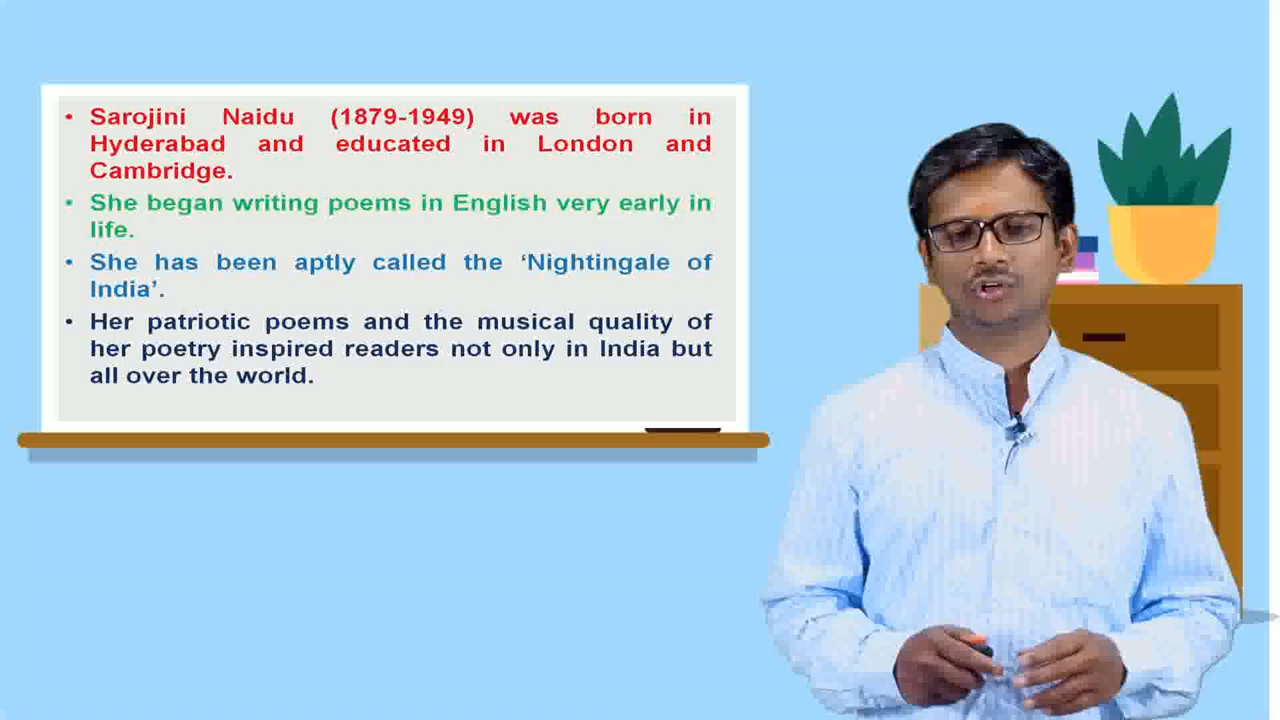 • Sarojini Naidu (1879-1949) was born in
Hyderabad and educated in London and
Cambridge.
• She began writing poems in English very early in
life.
• She has been aptly called the ‘Nightingale of
India’.
• Her patriotic poems and the musical quality of
her poetry inspired readers not only in India but
all over the world.